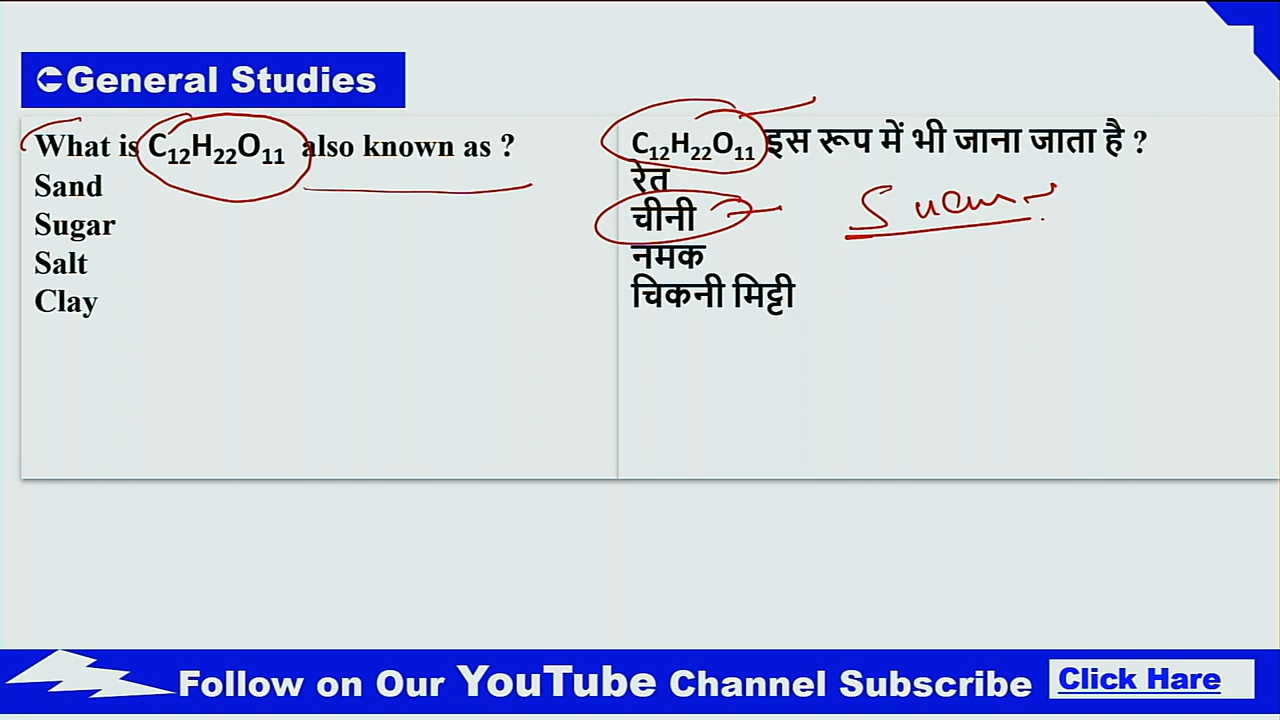 General Studies
What is C₁₂H₂₂O₁₁ also known as ?
Sand
Sugar
Salt
Clay
C₁₂H₂₂O₁₁ इस रूप में भी जाना जाता है ?
रेत
चीनी
नमक
चिकनी मिट्टी
Follow on Our YouTube Channel Subscribe
Click Hare